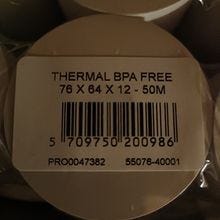 THERMAL BPA FREE
76 X 64 X 12 - 50M
5 709750 200986
PRO0047382 55076-40001